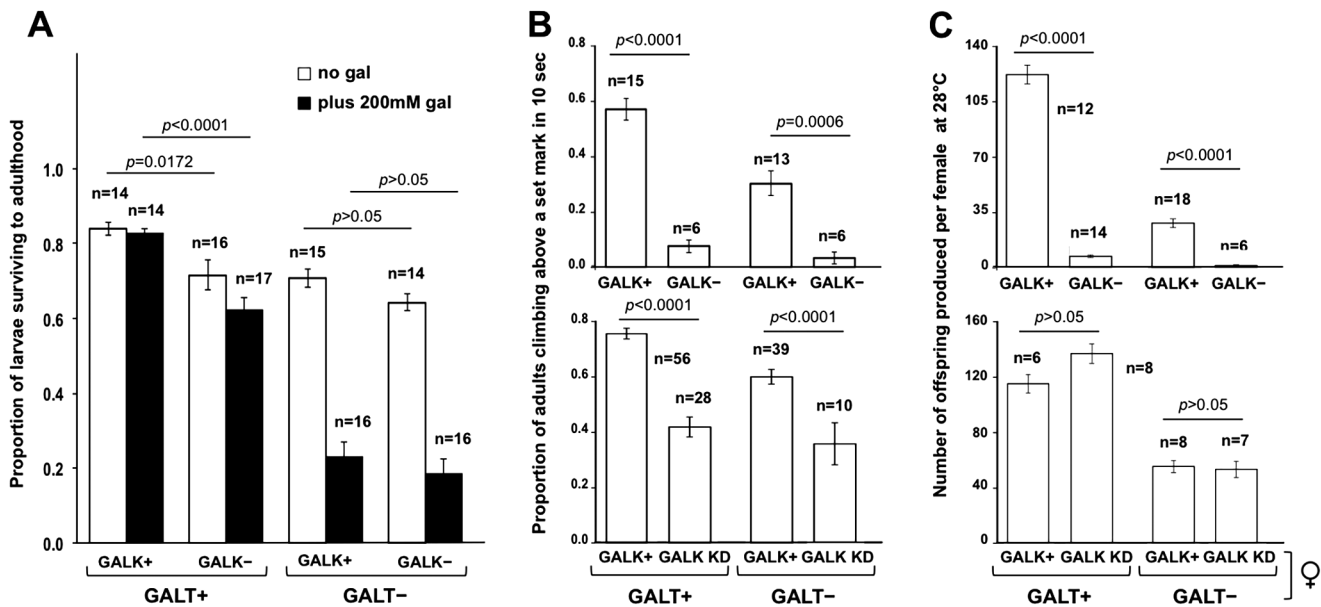 A
Proportion of larvae surviving to adulthood
no gal
plus 200mM gal
p<0.0001
p=0.0172
p>0.05
p>0.05
n=14
n=14
n=16
n=17
n=15
n=16
n=14
n=16
1.0
0.8
0.6
0.4
0.2
0.0
GALK+ GALK− GALK+ GALK−
GALT+ GALT−
B
Proportion of adults climbing above a set mark in 10 sec
0.8
0.6
0.4
0.2
0.0
p<0.0001
n=15
n=6
p=0.0006
n=13
n=6
GALK+ GALK− GALK+ GALK−
0.8
0.6
0.4
0.2
0.0
p<0.0001
n=56
n=28
p<0.0001
n=39
n=10
GALK+ GALK KD GALK+ GALK KD
GALT+ GALT−
C
Number of offspring produced per female at 28°C
140
105
70
35
0
p<0.0001
n=12
n=14
p<0.0001
n=18
n=6
GALK+ GALK− GALK+ GALK−
160
120
80
40
0
p>0.05
n=6
n=8
p>0.05
n=8
n=7
GALK+ GALK KD GALK+ GALK KD
GALT+ GALT−
♀